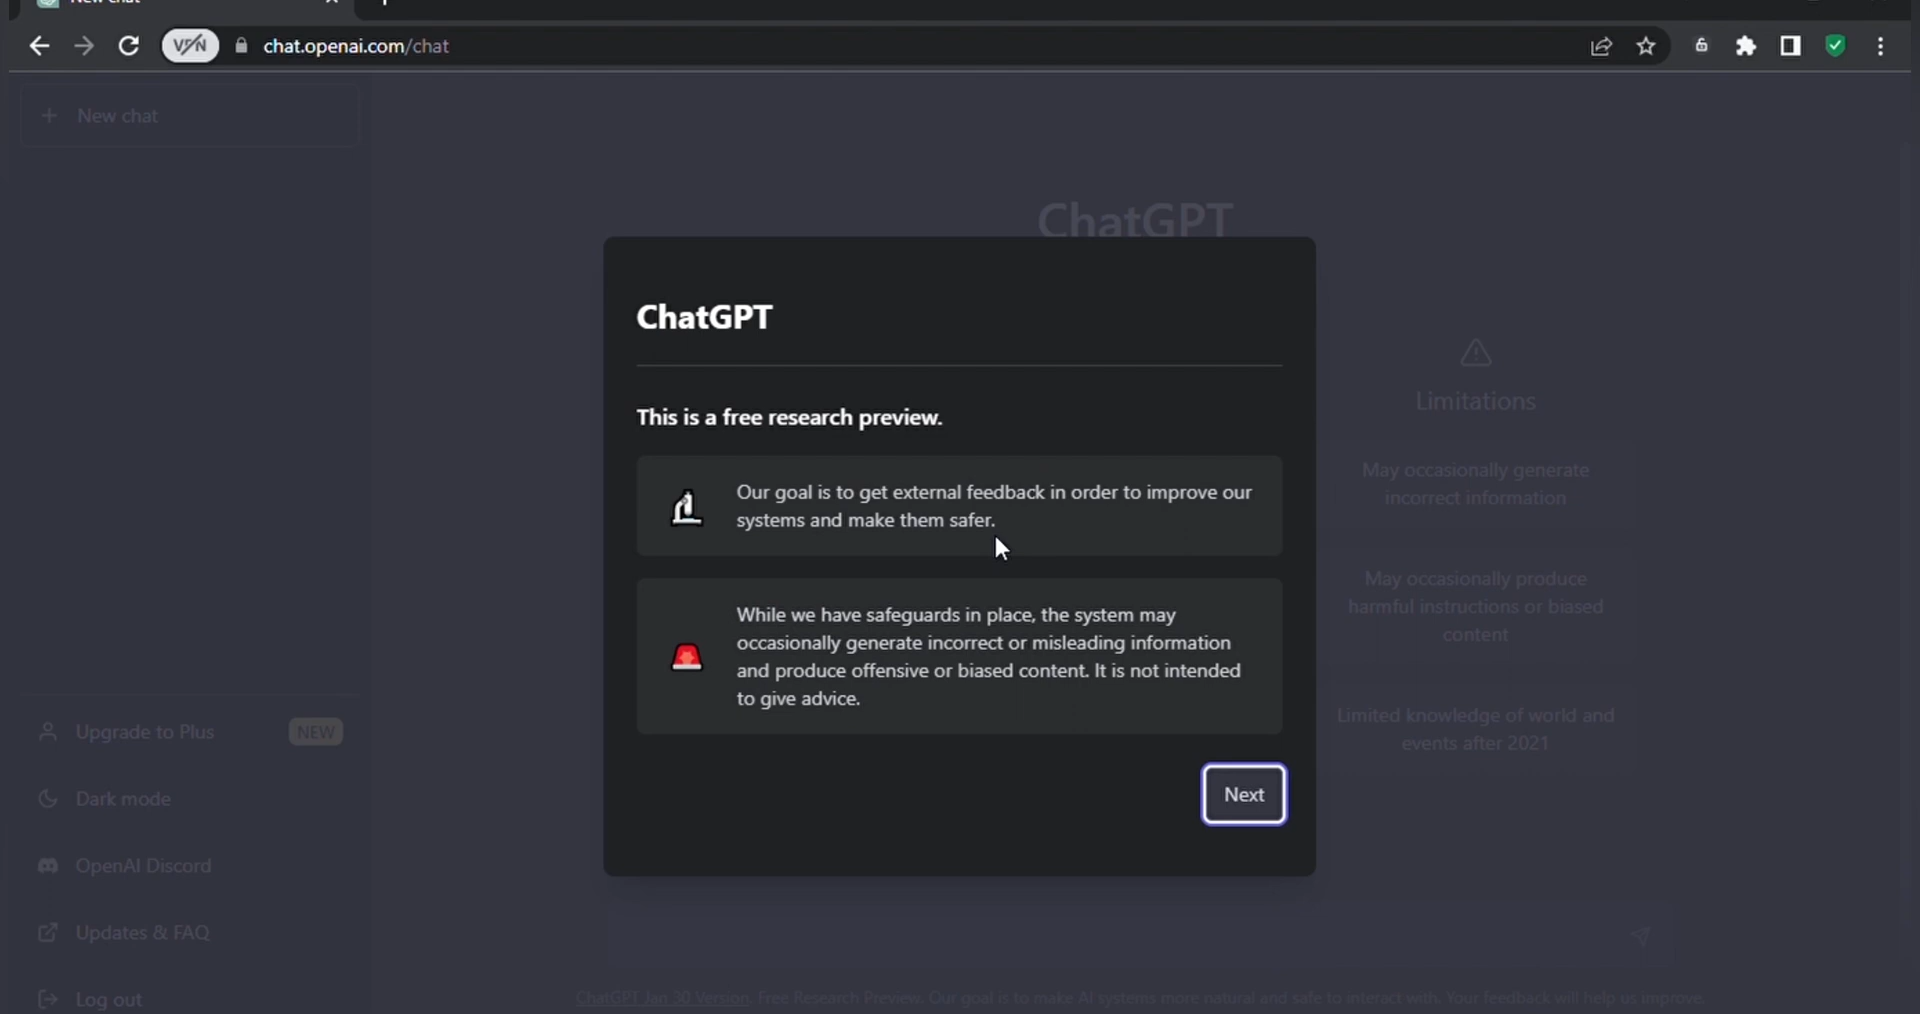 New chat
VPN
chat.openai.com/chat
New chat
ChatGPT
ChatGPT
This is a free research preview.
Our goal is to get external feedback in order to improve our
systems and make them safer.
While we have safeguards in place, the system may
occasionally generate incorrect or misleading information
and produce offensive or biased content. It is not intended
to give advice.
Next
Limitations
May occasionally generate
incorrect information
May occasionally produce
harmful instructions or biased
content
Limited knowledge of world and
events after 2021
Upgrade to Plus NEW
Dark mode
OpenAI Discord
Updates & FAQ
Log out
ChatGPT Jan 30 Version. Free Research Preview. Our goal is to make AI systems more natural and safe to interact with. Your feedback will help us improve.